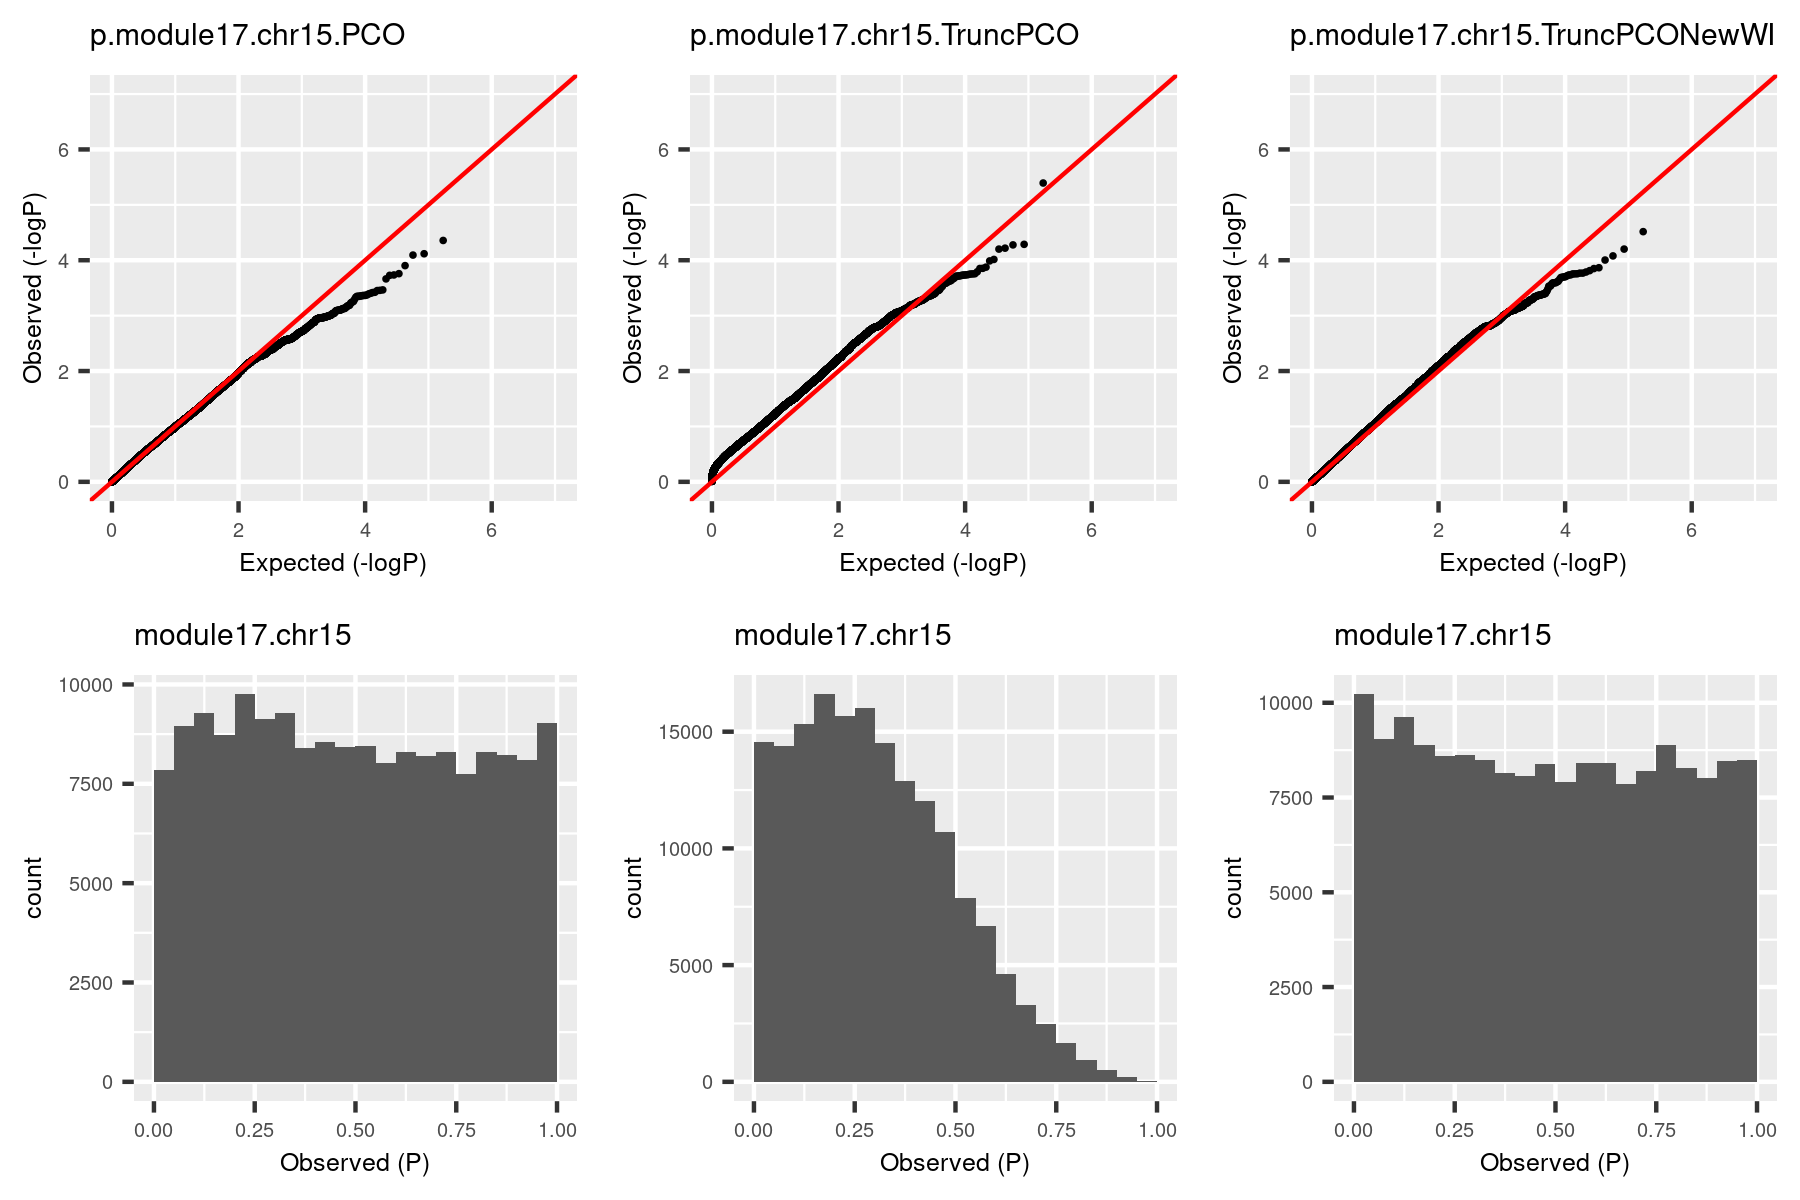 p.module17.chr15.PCO
p.module17.chr15.TruncPCO
p.module17.chr15.TruncPCONewWI
Observed (-logP)
6
4
2
0
0 2 4 6
Expected (-logP)
Observed (-logP)
6
4
2
0
0 2 4 6
Expected (-logP)
Observed (-logP)
6
4
2
0
0 2 4 6
Expected (-logP)
module17.chr15
module17.chr15
module17.chr15
count
10000
7500
5000
2500
0
0.00 0.25 0.50 0.75 1.00
Observed (P)
count
15000
10000
5000
0
0.00 0.25 0.50 0.75 1.00
Observed (P)
count
10000
7500
5000
2500
0
0.00 0.25 0.50 0.75 1.00
Observed (P)